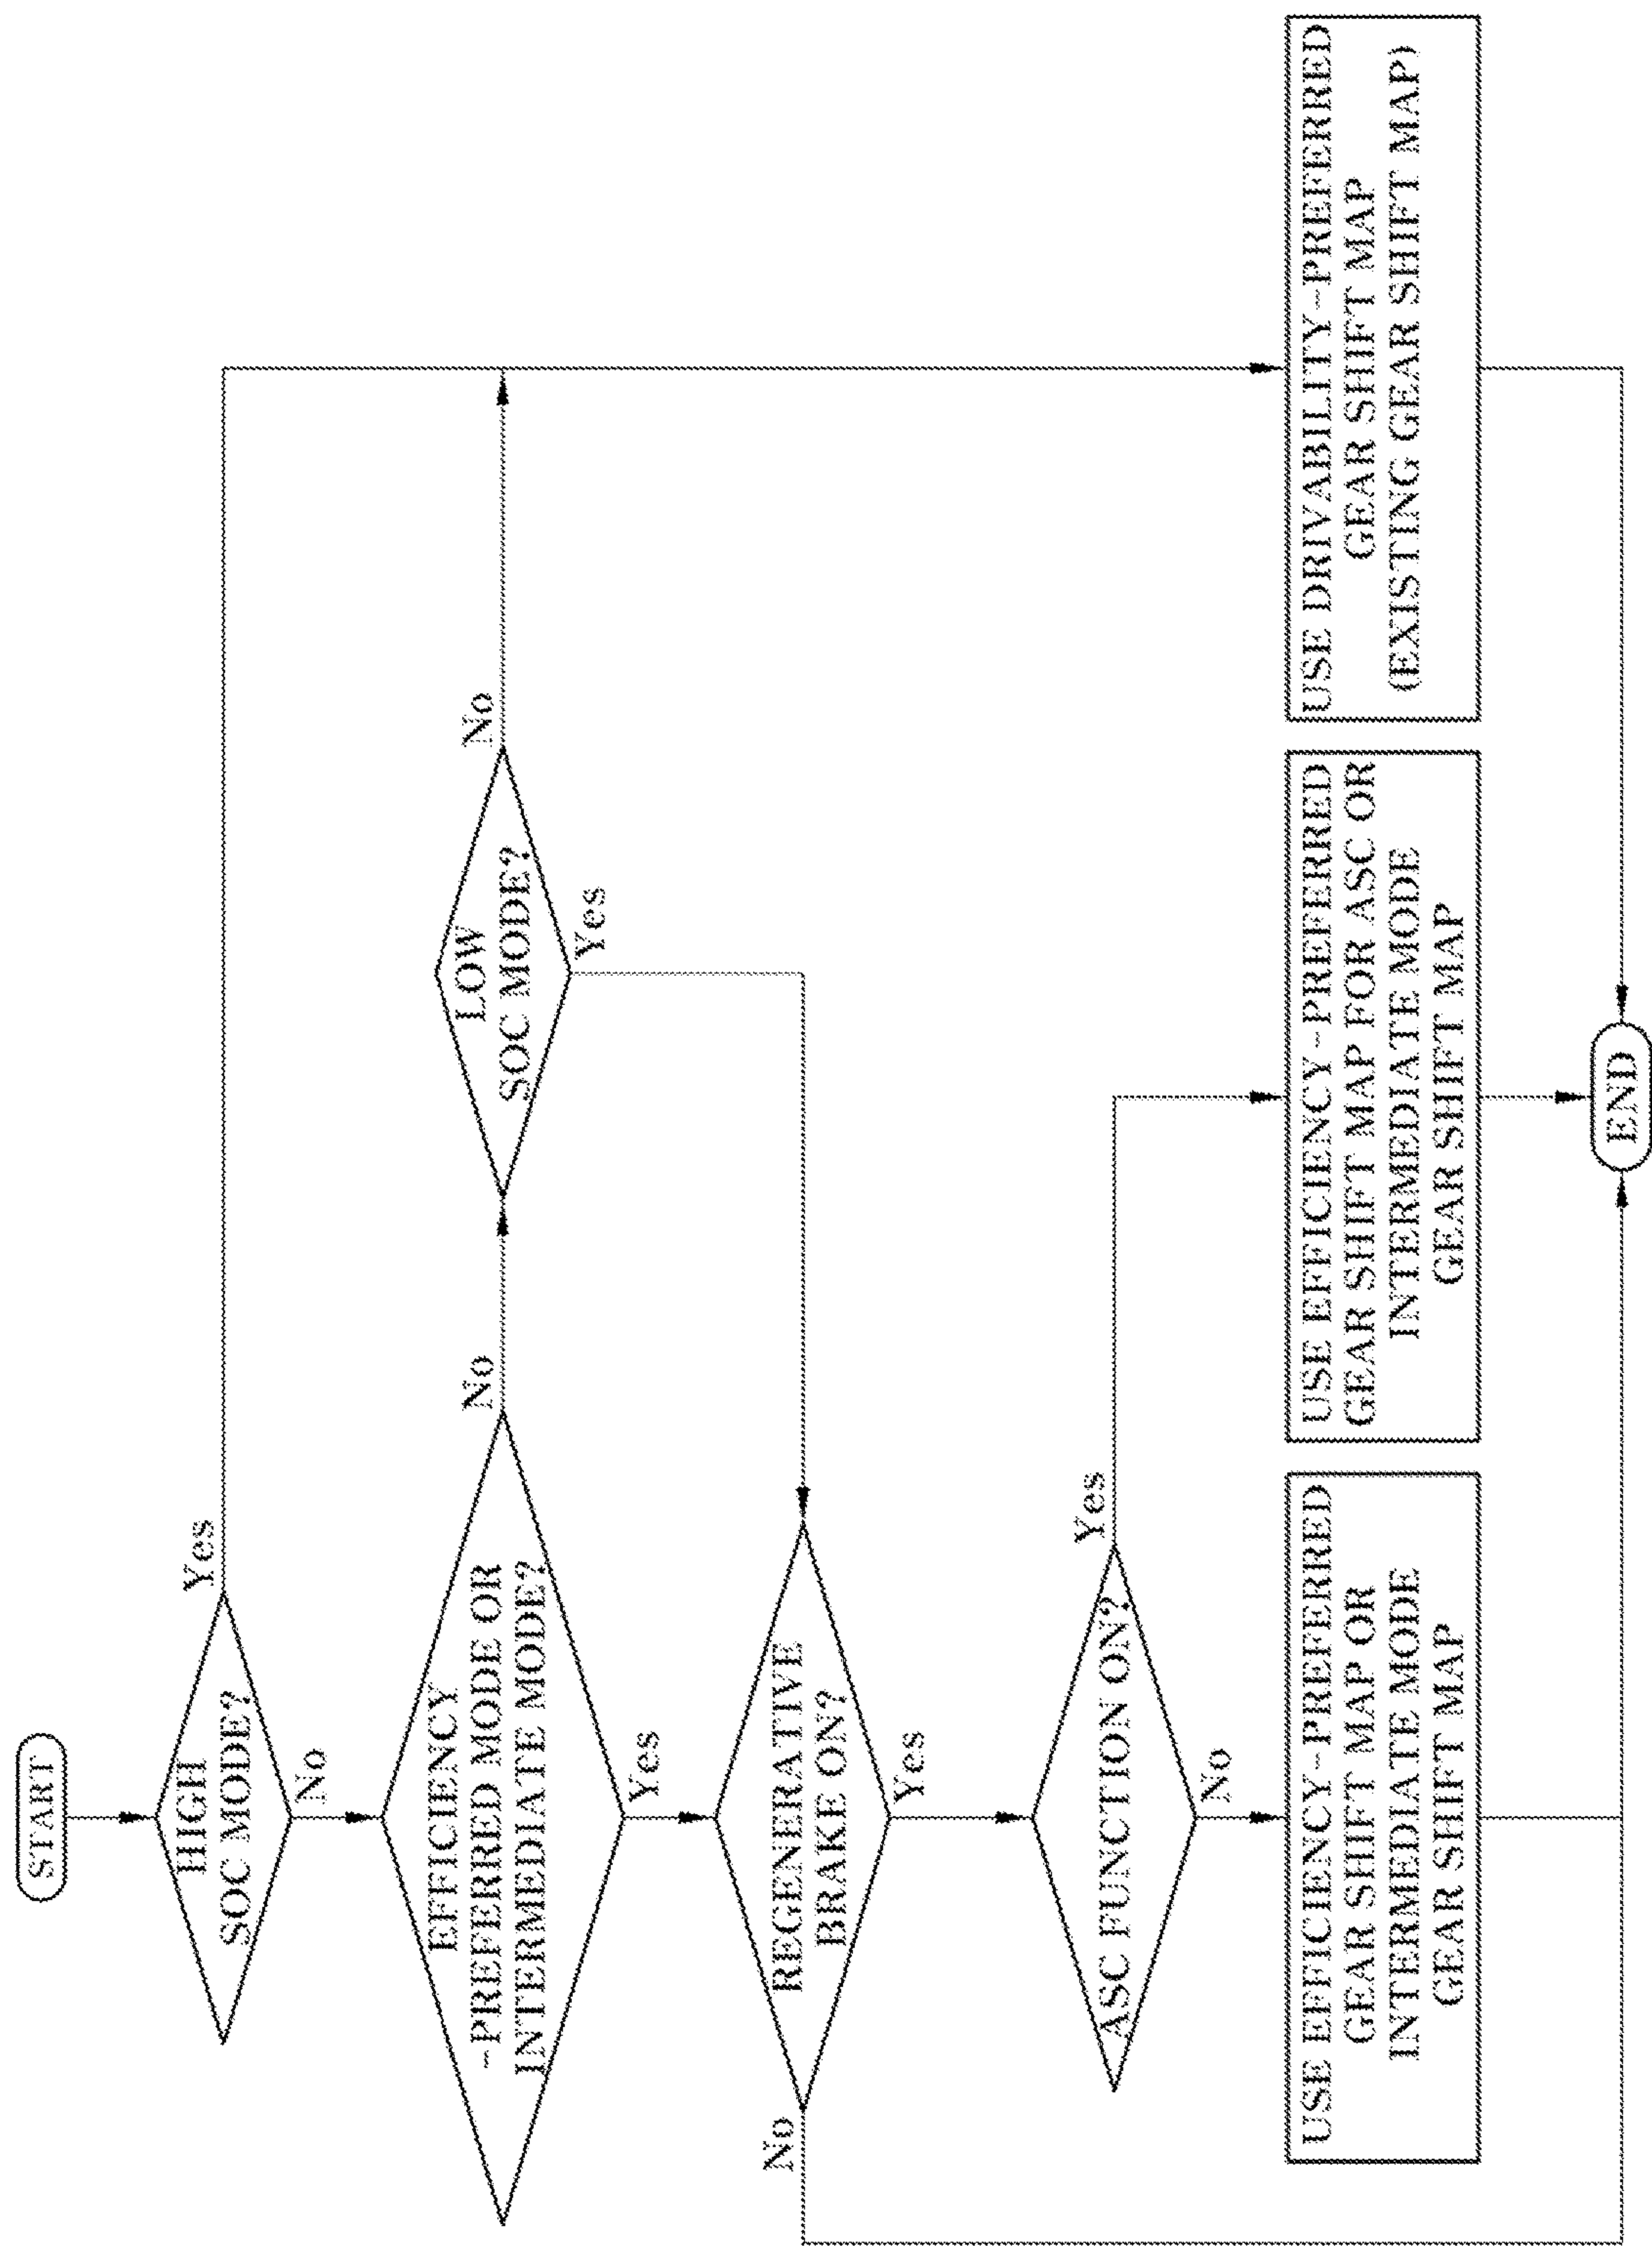 START
HIGH
SOC MODE?
Yes
No
EFFICIENCY
-PREFERRED MODE OR
INTERMEDIATE MODE?
No
Yes
LOW
SOC MODE?
No
Yes
REGENERATIVE
BRAKE ON?
No
Yes
ASC FUNCTION ON?
Yes
No
USE EFFICIENCY-PREFERRED
GEAR SHIFT MAP OR
INTERMEDIATE MODE
GEAR SHIFT MAP
USE EFFICIENCY-PREFERRED
GEAR SHIFT MAP FOR ASC OR
INTERMEDIATE MODE
GEAR SHIFT MAP
USE DRIVABILITY-PREFERRED
GEAR SHIFT MAP
(EXISTING GEAR SHIFT MAP)
END